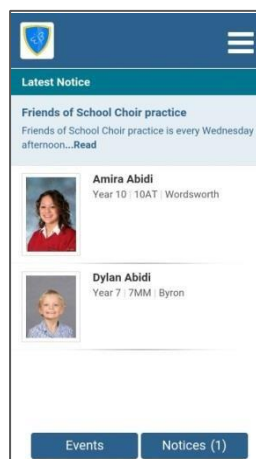 Latest Notice
Friends of School Choir practice
Friends of School Choir practice is every Wednesday
afternoon...Read
Amira Abidi
Year 10 | 10AT | Wordsworth
Dylan Abidi
Year 7 | 7MM | Byron
Events
Notices (1)